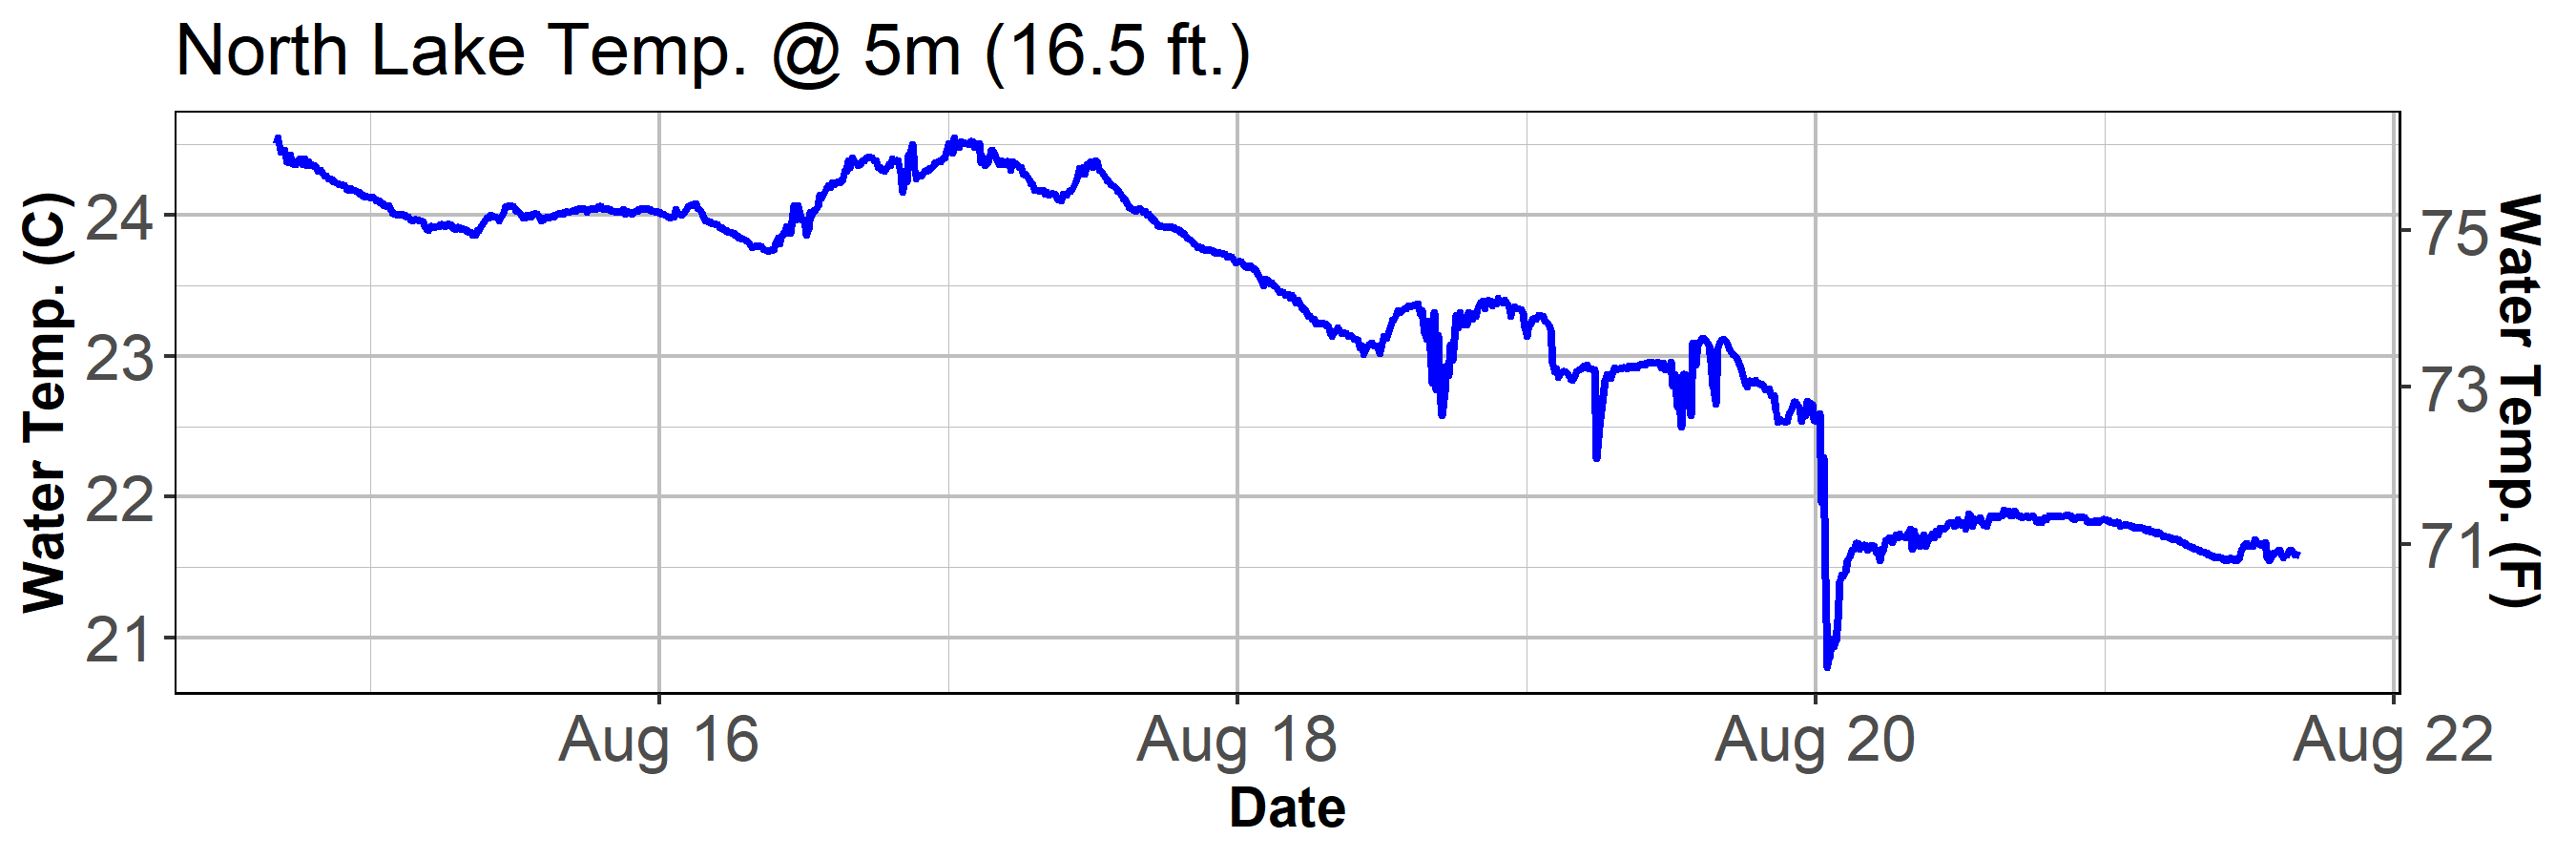 North Lake Temp. @ 5m (16.5 ft.)
Water Temp. (C)
24
23
22
21
75
73
71
Water Temp. (F)
Aug 16 Aug 18 Aug 20 Aug 22
Date